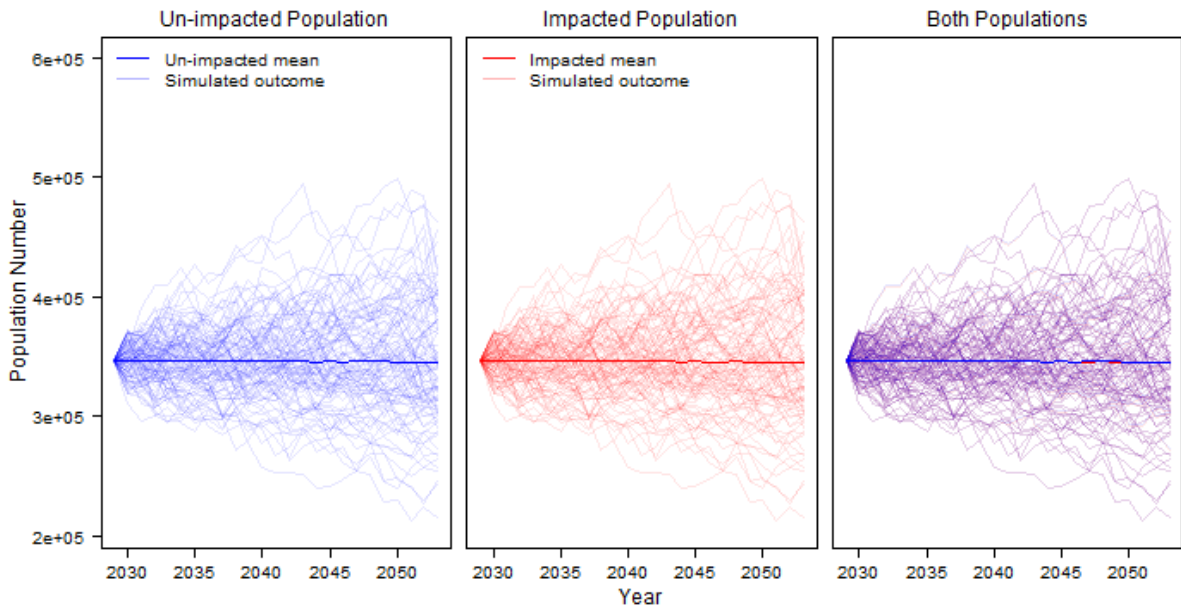 Un-impacted Population
Impacted Population
Both Populations
Un-impacted mean
Simulated outcome
Impacted mean
Simulated outcome
Population Number
6e+05
5e+05
4e+05
3e+05
2e+05
2030 2035 2040 2045 2050
2030 2035 2040 2045 2050
2030 2035 2040 2045 2050
Year